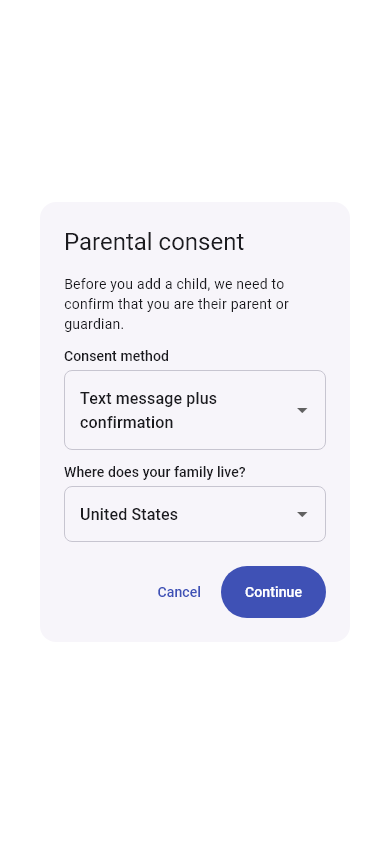 Parental consent
Before you add a child, we need to
confirm that you are their parent or
guardian.
Consent method
Text message plus
confirmation
Where does your family live?
United States
Cancel
Continue